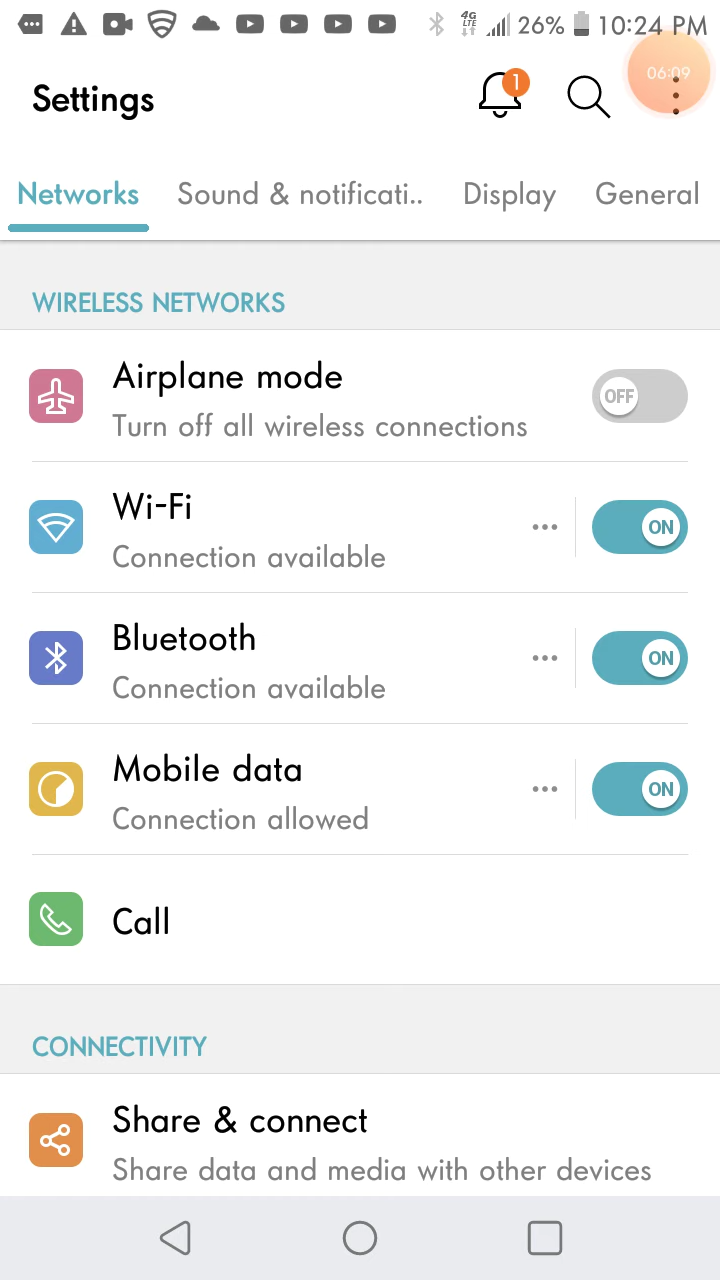 4G LTE 26% 10:24 PM
Settings 1 06:09
Networks Sound & notificati.. Display General
WIRELESS NETWORKS
Airplane mode
Turn off all wireless connections
OFF
Wi-Fi
Connection available
ON
Bluetooth
Connection available
ON
Mobile data
Connection allowed
ON
Call
CONNECTIVITY
Share & connect
Share data and media with other devices